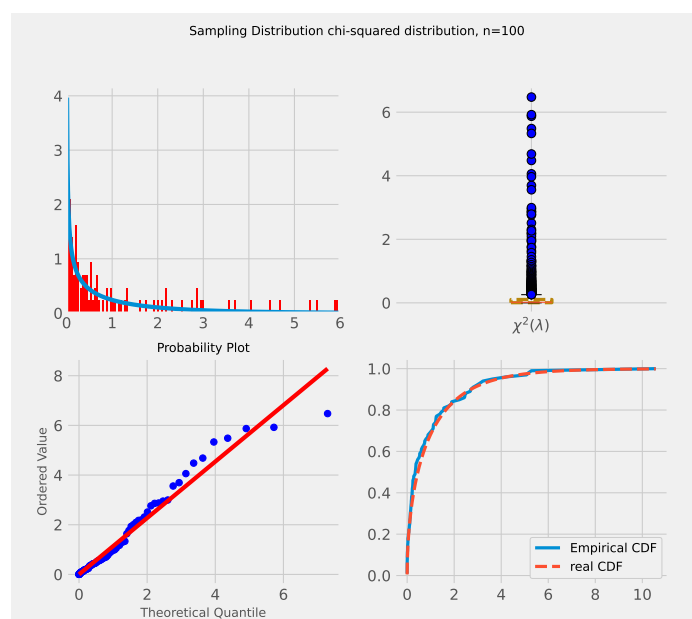 Sampling Distribution chi-squared distribution, n=100
4
3
2
1
0
0 1 2 3 4 5 6
6
4
2
0
χ²(λ)
Probability Plot
8
6
4
2
0
Ordered Value
0 2 4 6
Theoretical Quantile
1.0
0.8
0.6
0.4
0.2
0.0
Empirical CDF
real CDF
0 2 4 6 8 10